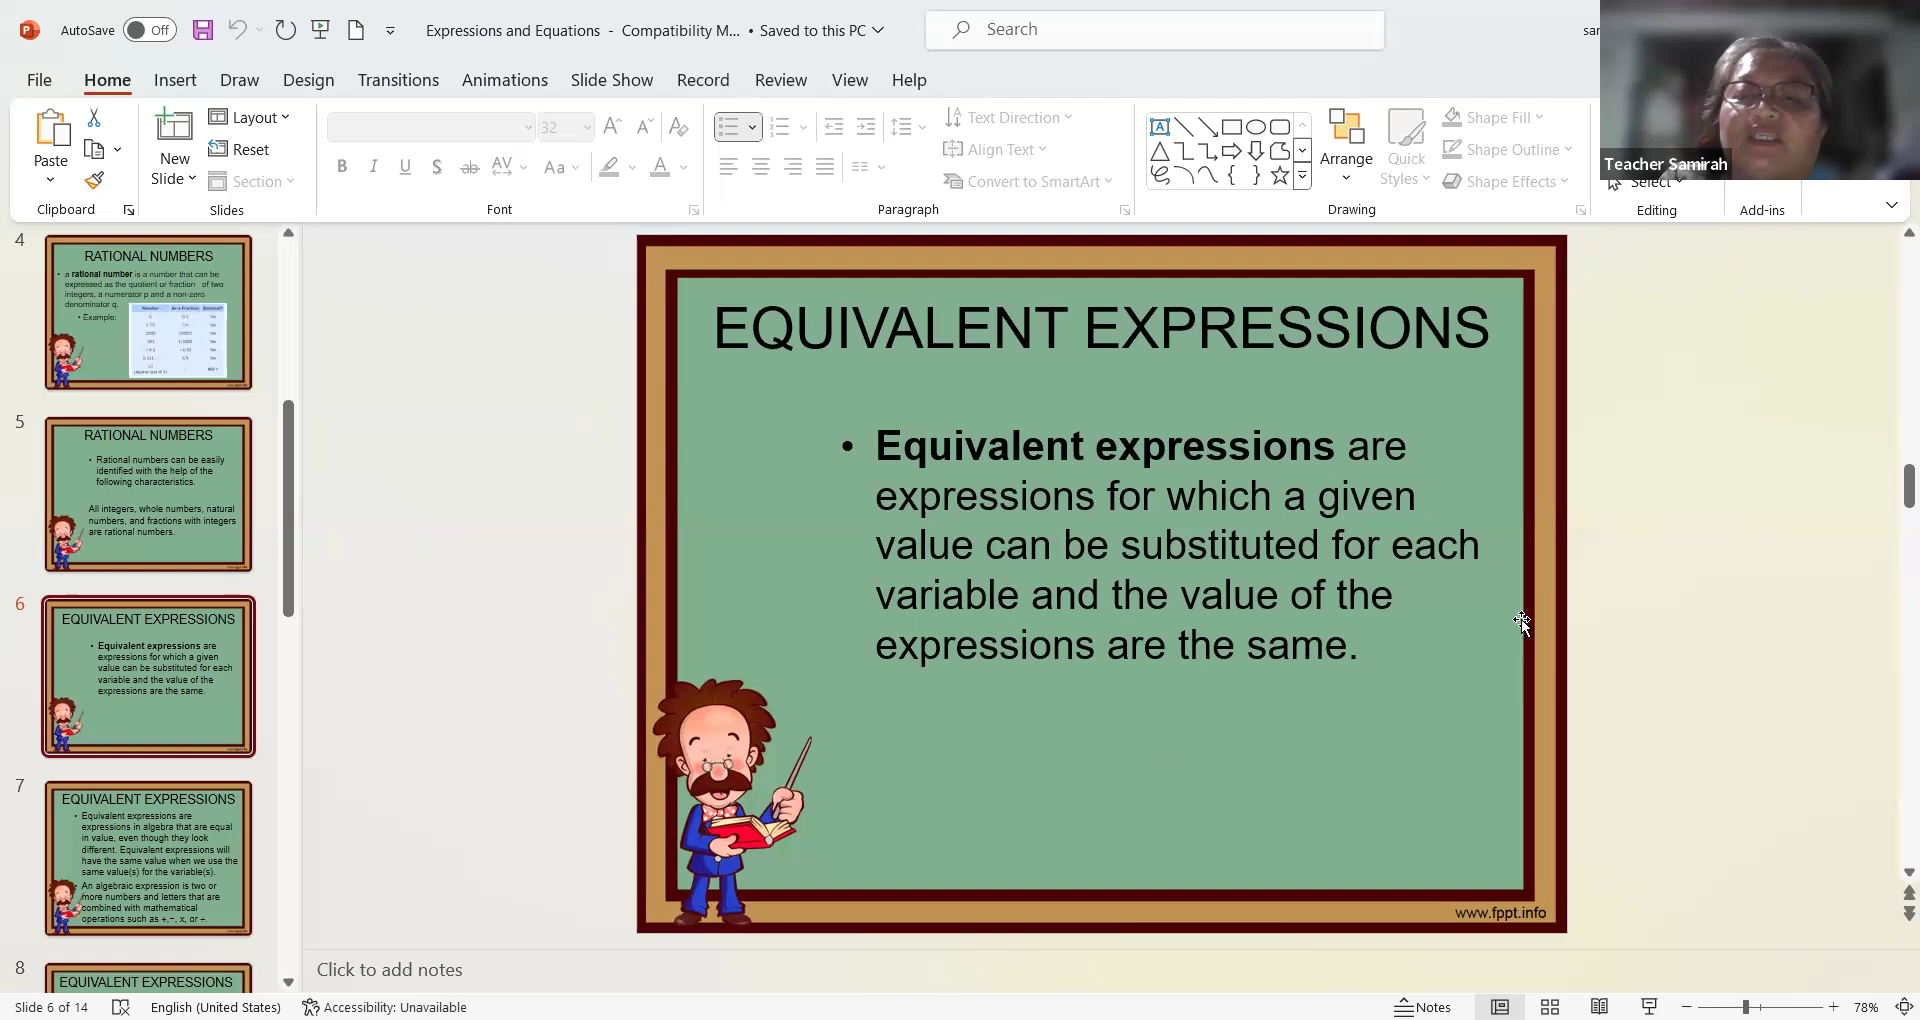 AutoSave Off Expressions and Equations - Compatibility M... • Saved to this PC Search
File Home Insert Draw Design Transitions Animations Slide Show Record Review View Help
Paste
New
Slide
Layout
Reset
Section
32
B I U S ab AV Aa A
Text Direction
Align Text
Convert to SmartArt
Arrange
Quick
Styles
Shape Fill
Shape Outline
Shape Effects
Select
Teacher Samirah
Clipboard Slides Font Paragraph Drawing Editing Add-ins
4
RATIONAL NUMBERS
• a rational number is a number that can be
expressed as the quotient or fraction of two
integers, a numerator p and a non-zero
denominator q.
• Example:
5
RATIONAL NUMBERS
• Rational numbers can be easily
identified with the help of the
following characteristics.
All integers, whole numbers, natural
numbers, and fractions with integers
are rational numbers.
6
EQUIVALENT EXPRESSIONS
• Equivalent expressions are
expressions for which a given
value can be substituted for each
variable and the value of the
expressions are the same.
7
EQUIVALENT EXPRESSIONS
• Equivalent expressions are
expressions in algebra that are equal
in value, even though they look
different. Equivalent expressions will
have the same value when we use the
same value(s) for the variable(s).
An algebraic expression is two or
more numbers and letters that are
combined with mathematical
operations such as +,−, x, or ÷.
8
EQUIVALENT EXPRESSIONS
EQUIVALENT EXPRESSIONS
• Equivalent expressions are
expressions for which a given
value can be substituted for each
variable and the value of the
expressions are the same.
www.fppt.info
Click to add notes
Slide 6 of 14 English (United States) Accessibility: Unavailable Notes 78%